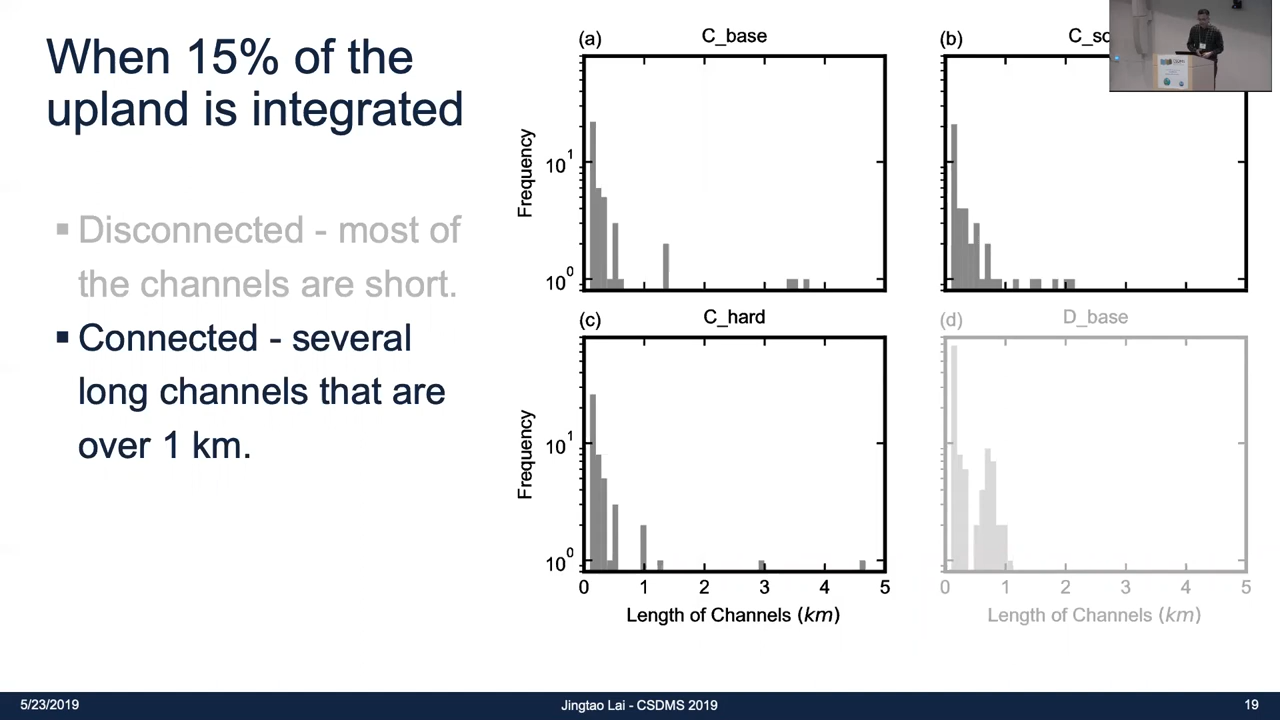 When 15% of the
upland is integrated
▪ Disconnected - most of
the channels are short.
▪ Connected - several
long channels that are
over 1 km.
(a) C_base
Frequency
10^1
10^0
(b)
(c) C_hard
Frequency
10^1
10^0
0 1 2 3 4 5
Length of Channels (km)
(d) D_base
0 1 2 3 4 5
Length of Channels (km)
5/23/2019
Jingtao Lai - CSDMS 2019
19